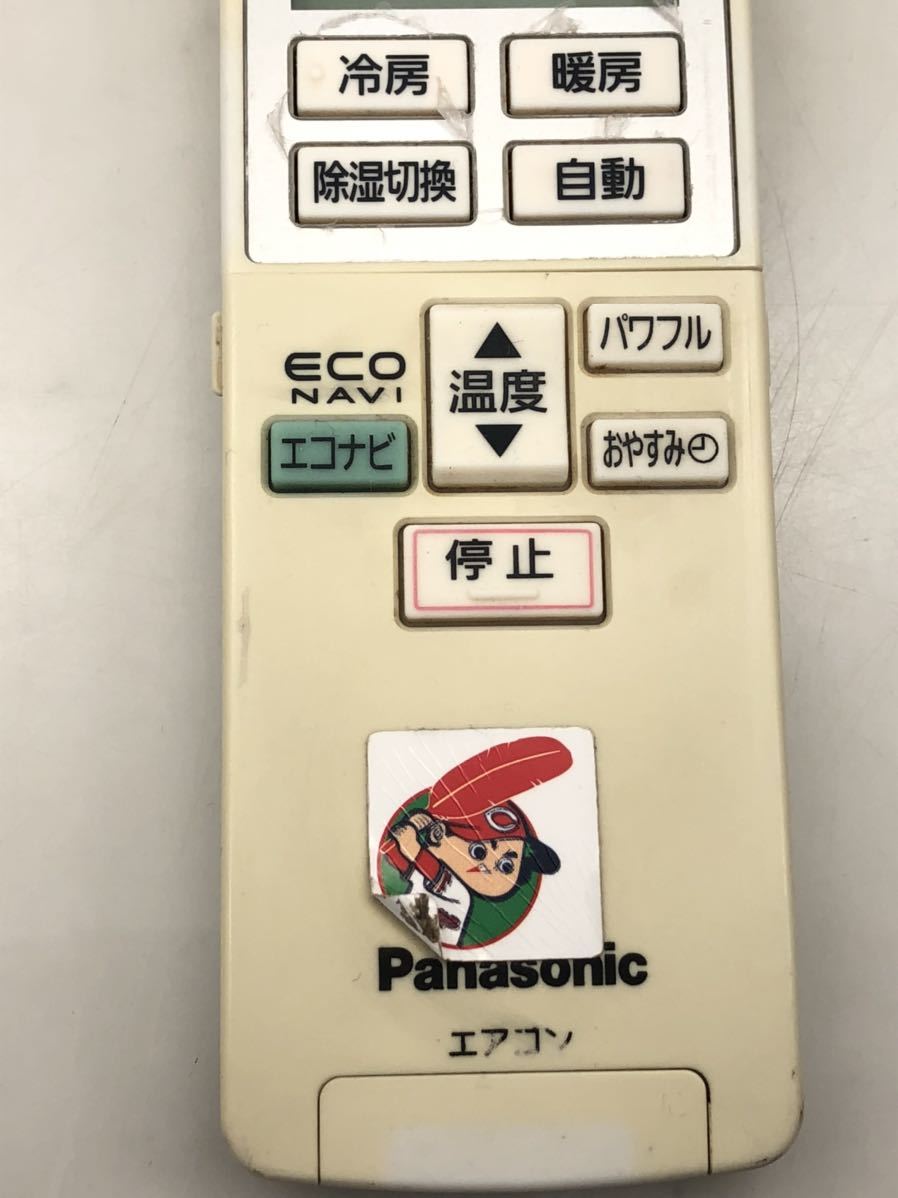 冷房 暖房
除湿切換 自動
パワフル
ECO
NAVI
温度
エコナビ
おやすみ
停止
C
Panasonic
エアコン